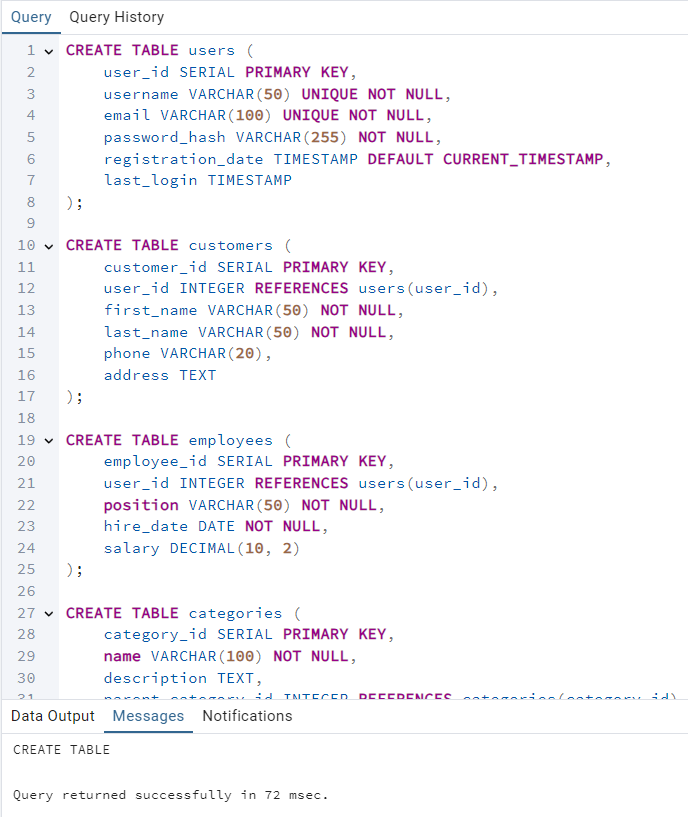 Query Query History
1 CREATE TABLE users (
2 user_id SERIAL PRIMARY KEY,
3 username VARCHAR(50) UNIQUE NOT NULL,
4 email VARCHAR(100) UNIQUE NOT NULL,
5 password_hash VARCHAR(255) NOT NULL,
6 registration_date TIMESTAMP DEFAULT CURRENT_TIMESTAMP,
7 last_login TIMESTAMP
8 );
9
10 CREATE TABLE customers (
11 customer_id SERIAL PRIMARY KEY,
12 user_id INTEGER REFERENCES users(user_id),
13 first_name VARCHAR(50) NOT NULL,
14 last_name VARCHAR(50) NOT NULL,
15 phone VARCHAR(20),
16 address TEXT
17 );
18
19 CREATE TABLE employees (
20 employee_id SERIAL PRIMARY KEY,
21 user_id INTEGER REFERENCES users(user_id),
22 position VARCHAR(50) NOT NULL,
23 hire_date DATE NOT NULL,
24 salary DECIMAL(10, 2)
25 );
26
27 CREATE TABLE categories (
28 category_id SERIAL PRIMARY KEY,
29 name VARCHAR(100) NOT NULL,
30 description TEXT,
31 parent_category_id INTEGER REFERENCES categories(category_id)
Data Output Messages Notifications
CREATE TABLE
Query returned successfully in 72 msec.